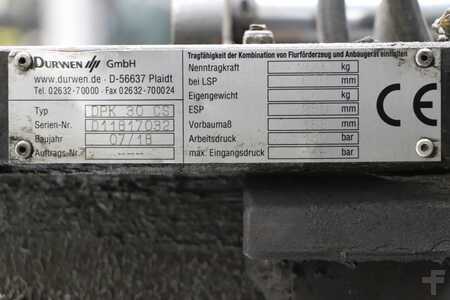 DURWEN GmbH
www.durwen.de · D-56637 Plaidt
Tel. 02632-70000 · Fax 02632-700024
Typ DPK 30 CS
Serien-Nr. 011817082
Baujahr 07/18
Auftrags-Nr. ---
Tragfähigkeit der Kombination von Flurförderzeug und Anbaugerät einhalten
Nenntragkraft kg
bei LSP mm
Eigengewicht kg
ESP mm
Vorbaumaß mm
Arbeitsdruck bar
max. Eingangsdruck bar
CE